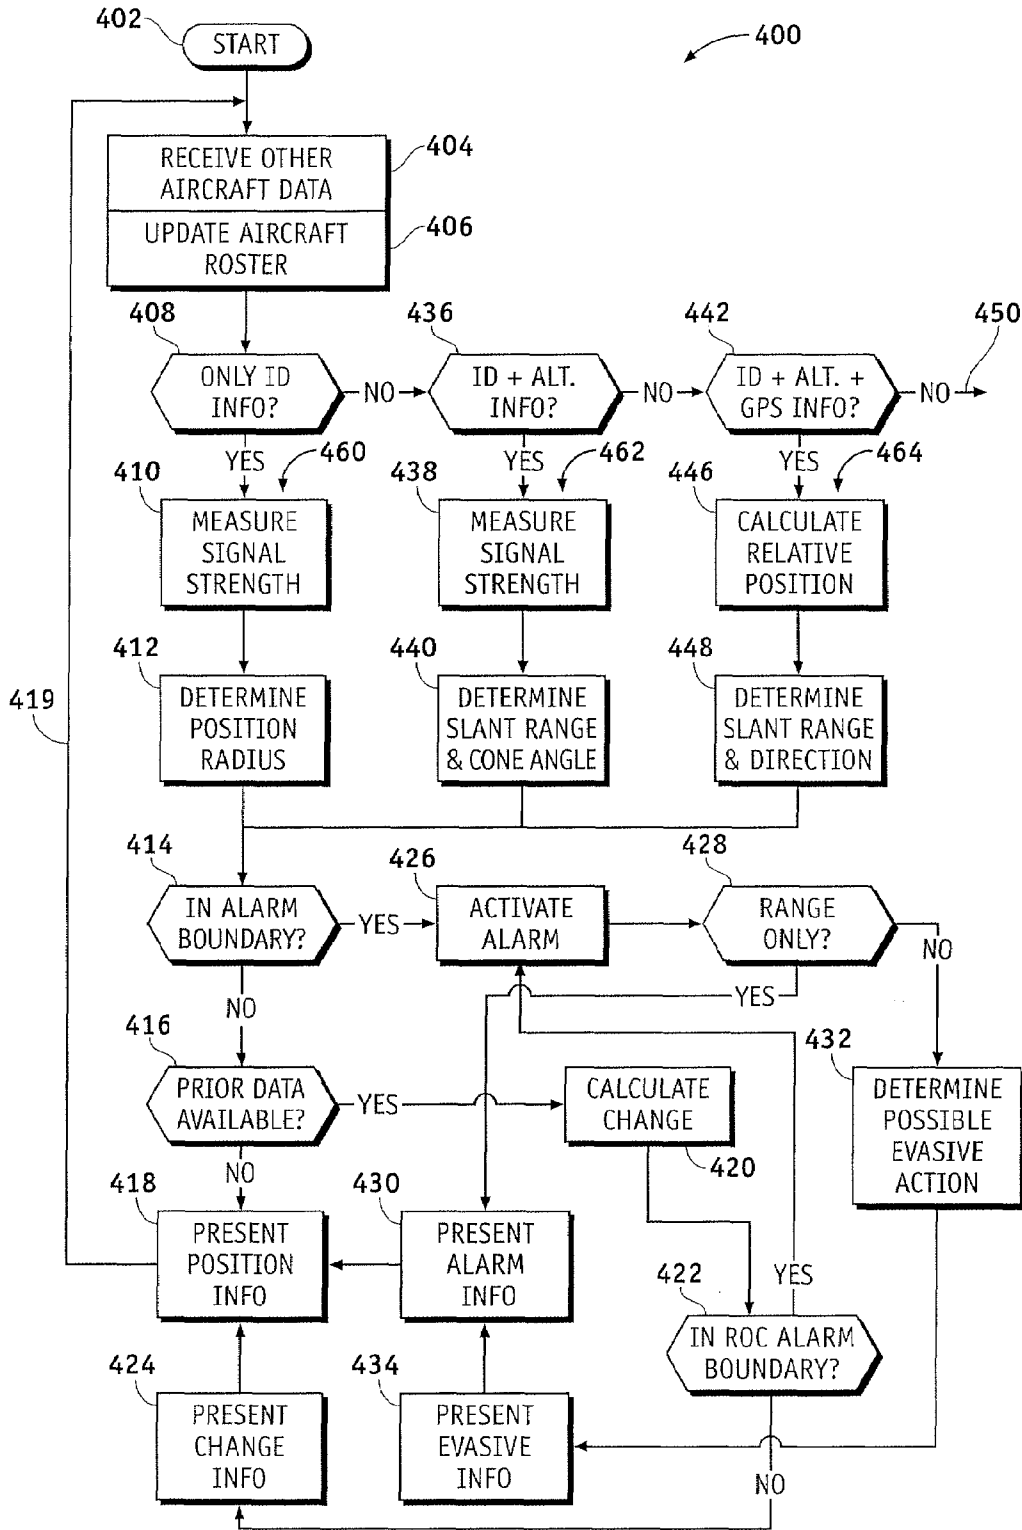 402
START
400
RECEIVE OTHER
AIRCRAFT DATA
404
UPDATE AIRCRAFT
ROSTER
406
408
436
442
450
ONLY ID
INFO?
NO
ID + ALT.
INFO?
NO
ID + ALT. +
GPS INFO?
NO
YES
460
YES
462
YES
464
410
438
446
MEASURE
SIGNAL
STRENGTH
MEASURE
SIGNAL
STRENGTH
CALCULATE
RELATIVE
POSITION
412
440
448
419
DETERMINE
POSITION
RADIUS
DETERMINE
SLANT RANGE
& CONE ANGLE
DETERMINE
SLANT RANGE
& DIRECTION
414
426
428
IN ALARM
BOUNDARY?
YES
ACTIVATE
ALARM
RANGE
ONLY?
NO
NO
YES
416
432
PRIOR DATA
AVAILABLE?
YES
CALCULATE
CHANGE
420
DETERMINE
POSSIBLE
EVASIVE
ACTION
NO
418
430
PRESENT
POSITION
INFO
PRESENT
ALARM
INFO
422
YES
IN ROC ALARM
BOUNDARY?
424
434
PRESENT
CHANGE
INFO
PRESENT
EVASIVE
INFO
NO